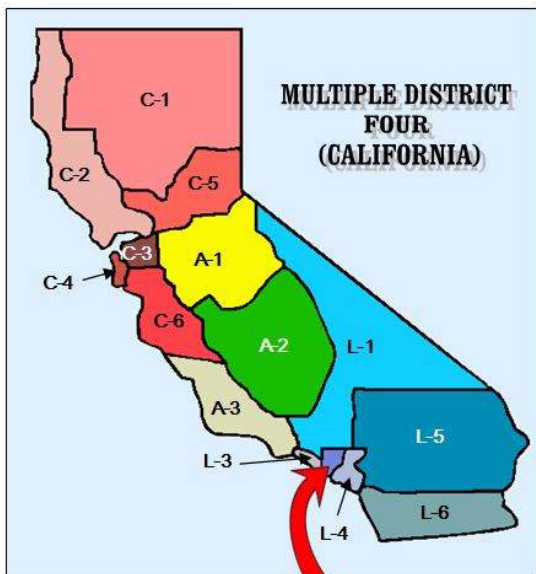 MULTIPLE DISTRICT
FOUR
(CALIFORNIA)
C-1
C-2
C-5
C-3
A-1
C-4
C-6
A-2
L-1
A-3
L-5
L-3
L-6
L-4